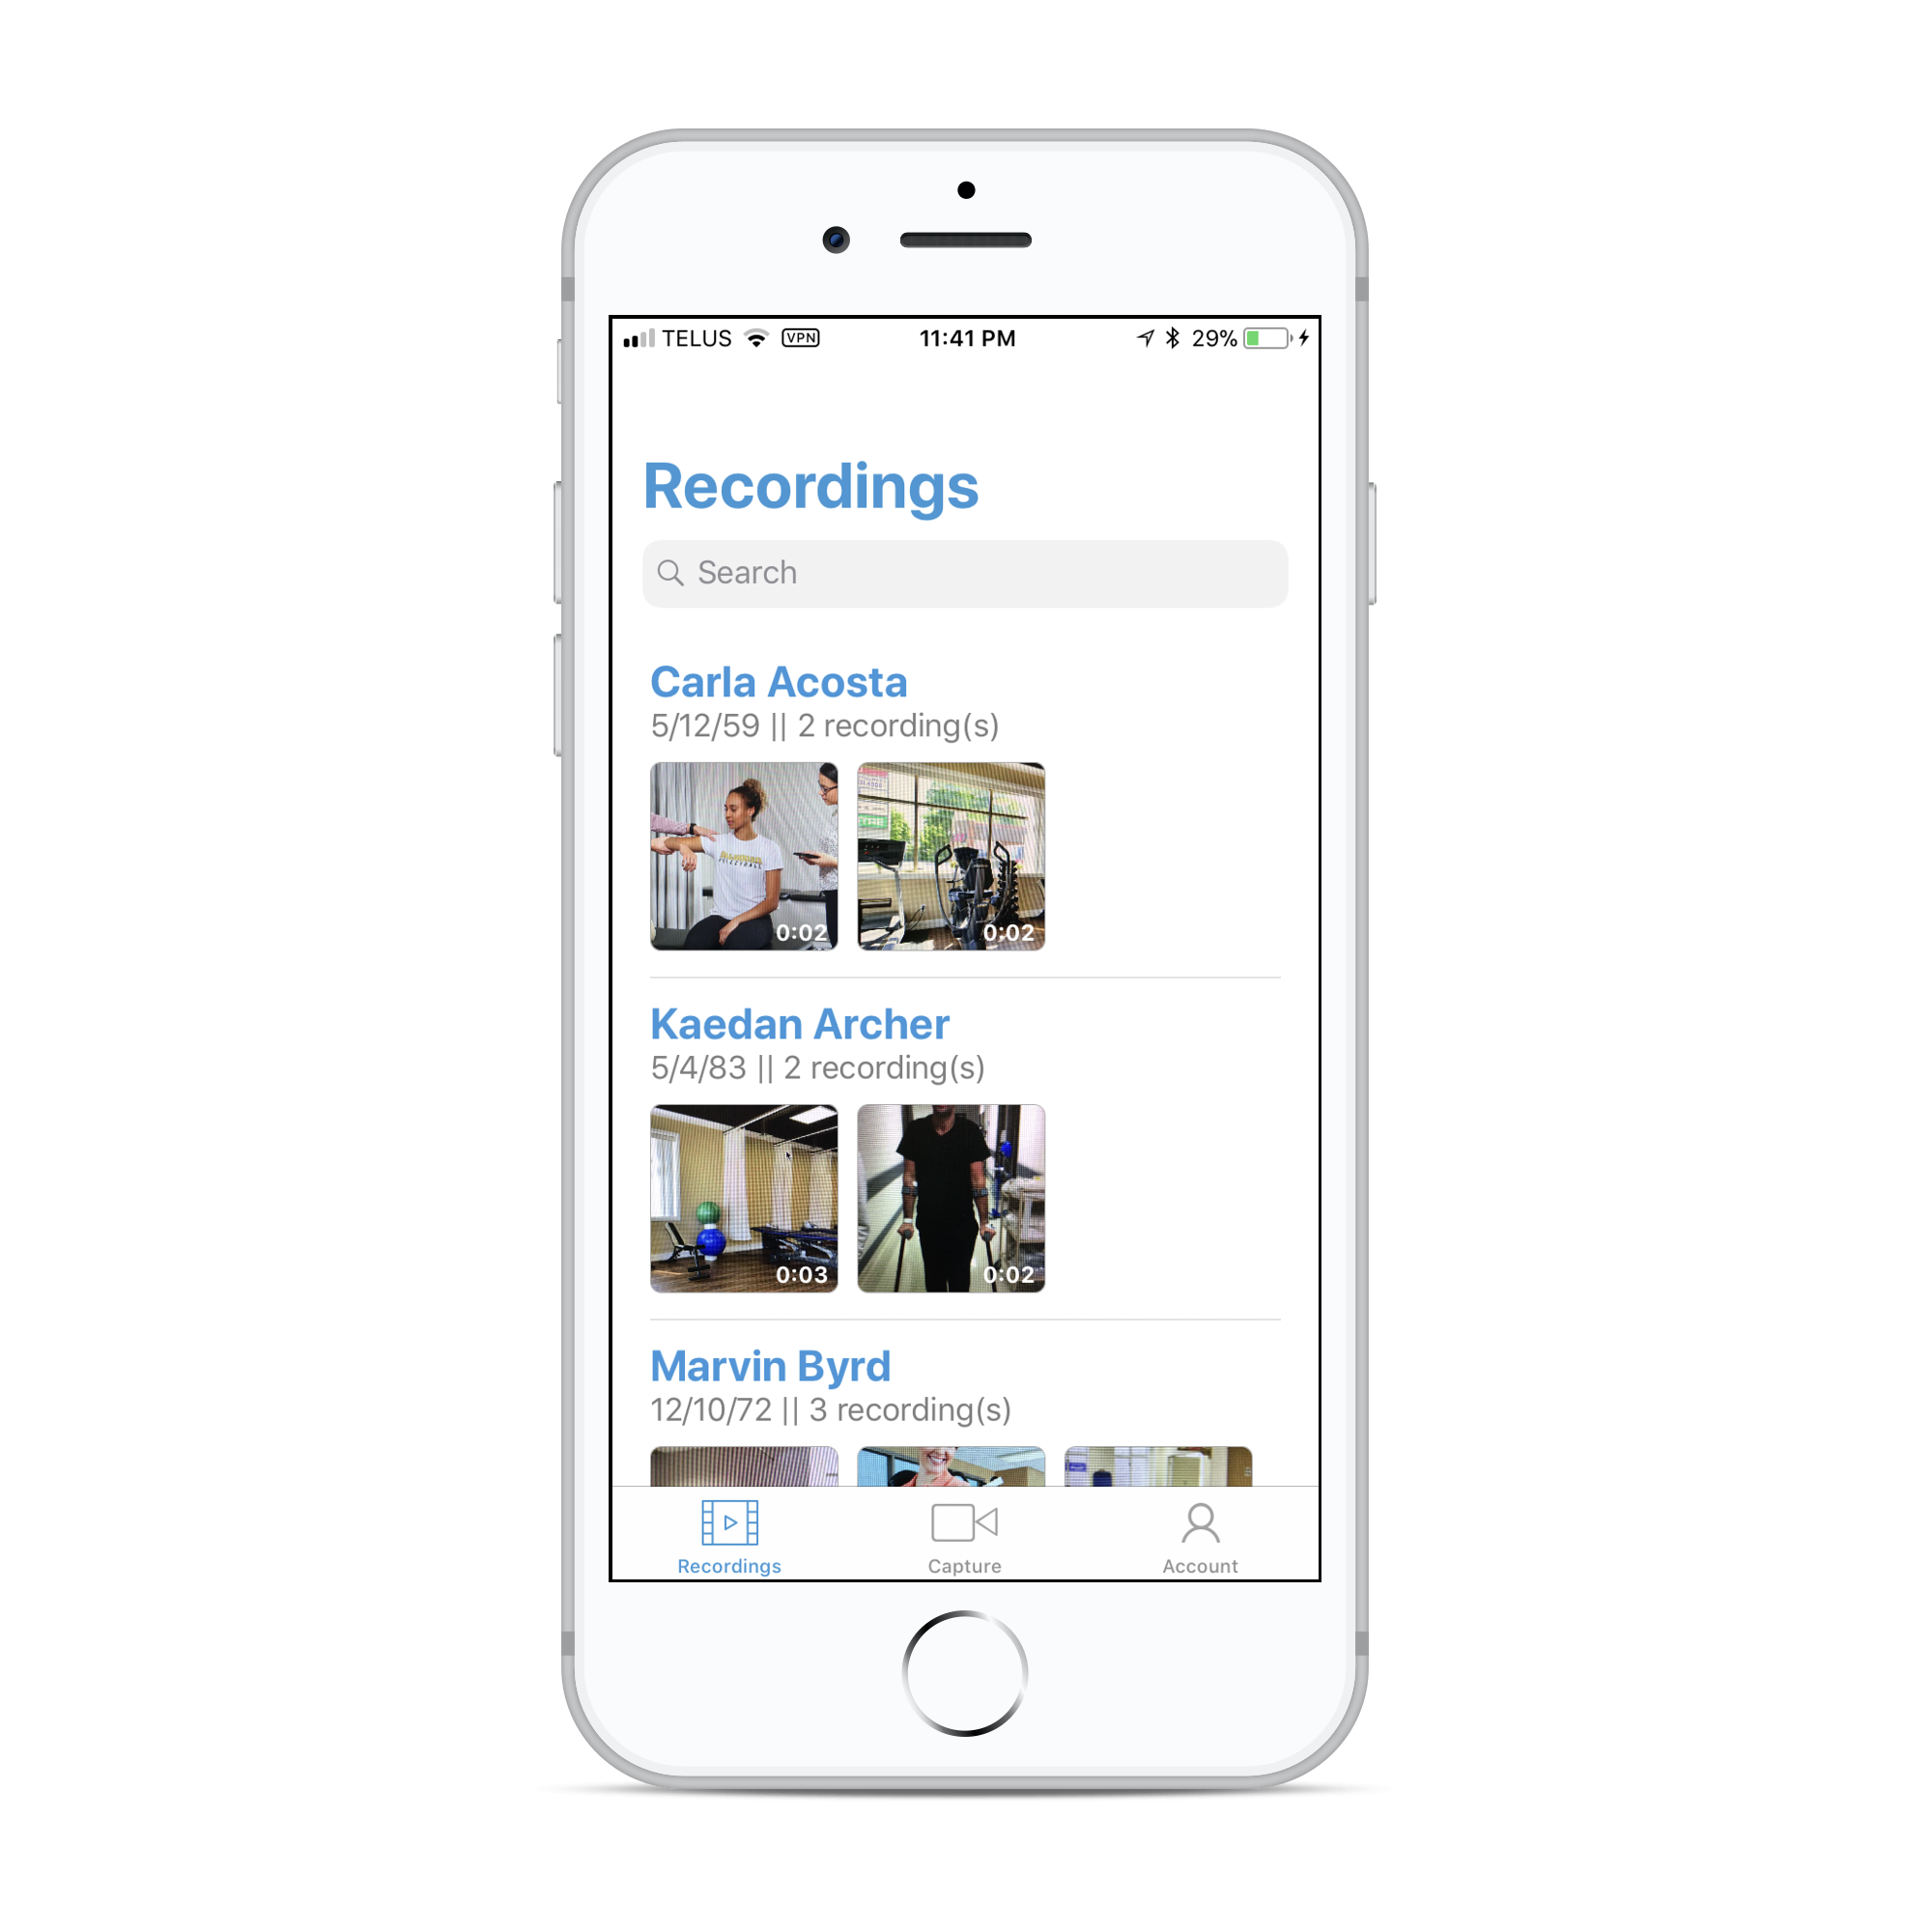 TELUS VPN 11:41 PM 29%
Recordings
Search
Carla Acosta
5/12/59 || 2 recording(s)
0:02 0:02
Kaedan Archer
5/4/83 || 2 recording(s)
0:03 0:02
Marvin Byrd
12/10/72 || 3 recording(s)
Recordings Capture Account